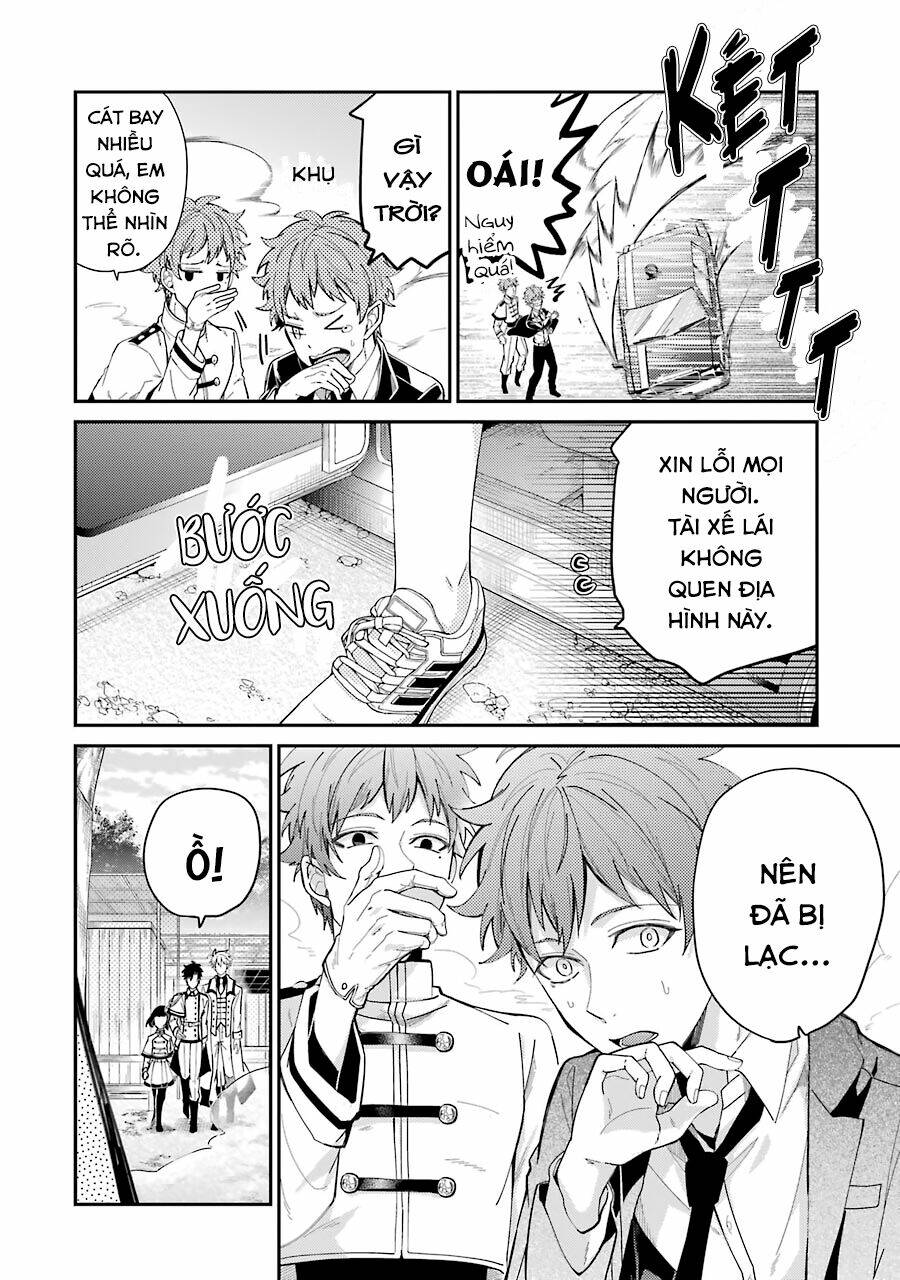 KÉT
T
T
T
OÁI!
Nguy
hiểm
quá!
GÌ
VẬY
TRỜI?
KHỤ
CÁT BAY
NHIỀU
QUÁ, EM
KHÔNG
THỂ NHÌN
RÕ.
XIN LỖI MỌI
NGƯỜI.
TÀI XẾ LÁI
KHÔNG
QUEN ĐỊA
HÌNH NÀY.
BƯỚC
XUỐNG
NÊN
ĐÃ BỊ
LẠC...
Ồ!